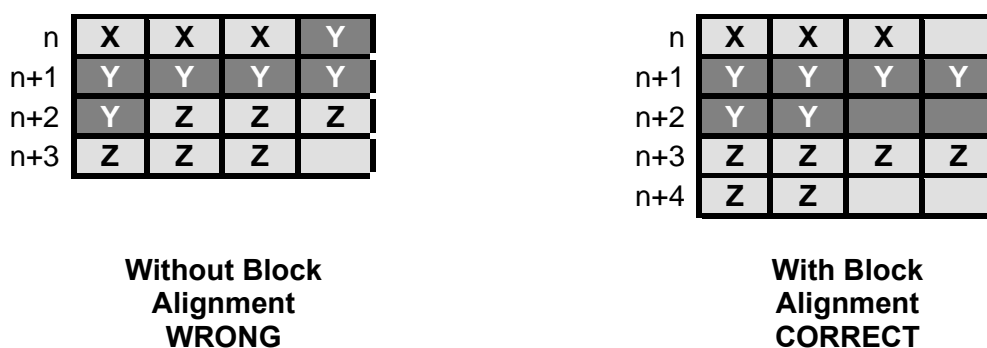 n X X X Y
n+1 Y Y Y Y
n+2 Y Z Z Z
n+3 Z Z Z
Without Block
Alignment
WRONG
n X X X
n+1 Y Y Y Y
n+2 Y Y
n+3 Z Z Z Z
n+4 Z Z
With Block
Alignment
CORRECT